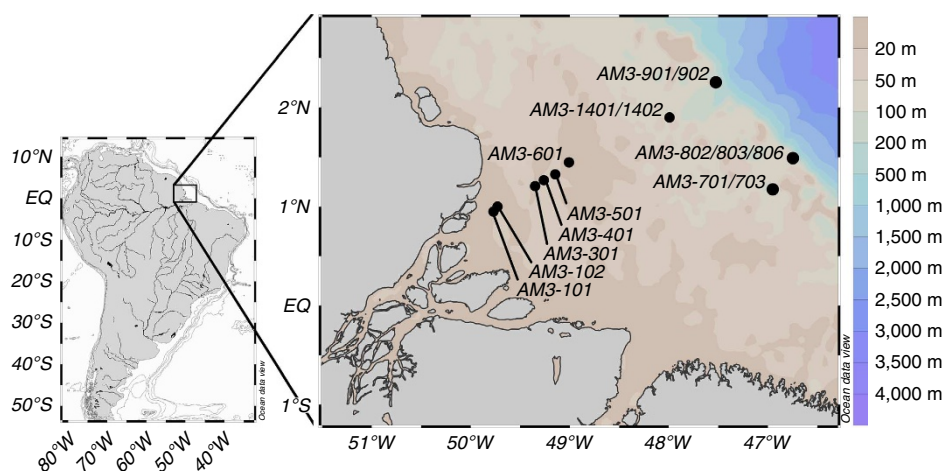 10°N
EQ
10°S
20°S
30°S
40°S
50°S
80°W
70°W
60°W
50°W
40°W
Ocean data view
2°N
1°N
EQ
1°S
51°W
50°W
49°W
48°W
47°W
AM3-901/902
AM3-1401/1402
AM3-601
AM3-802/803/806
AM3-701/703
AM3-501
AM3-401
AM3-301
AM3-102
AM3-101
Ocean data view
20 m
50 m
100 m
200 m
500 m
1,000 m
1,500 m
2,000 m
2,500 m
3,000 m
3,500 m
4,000 m